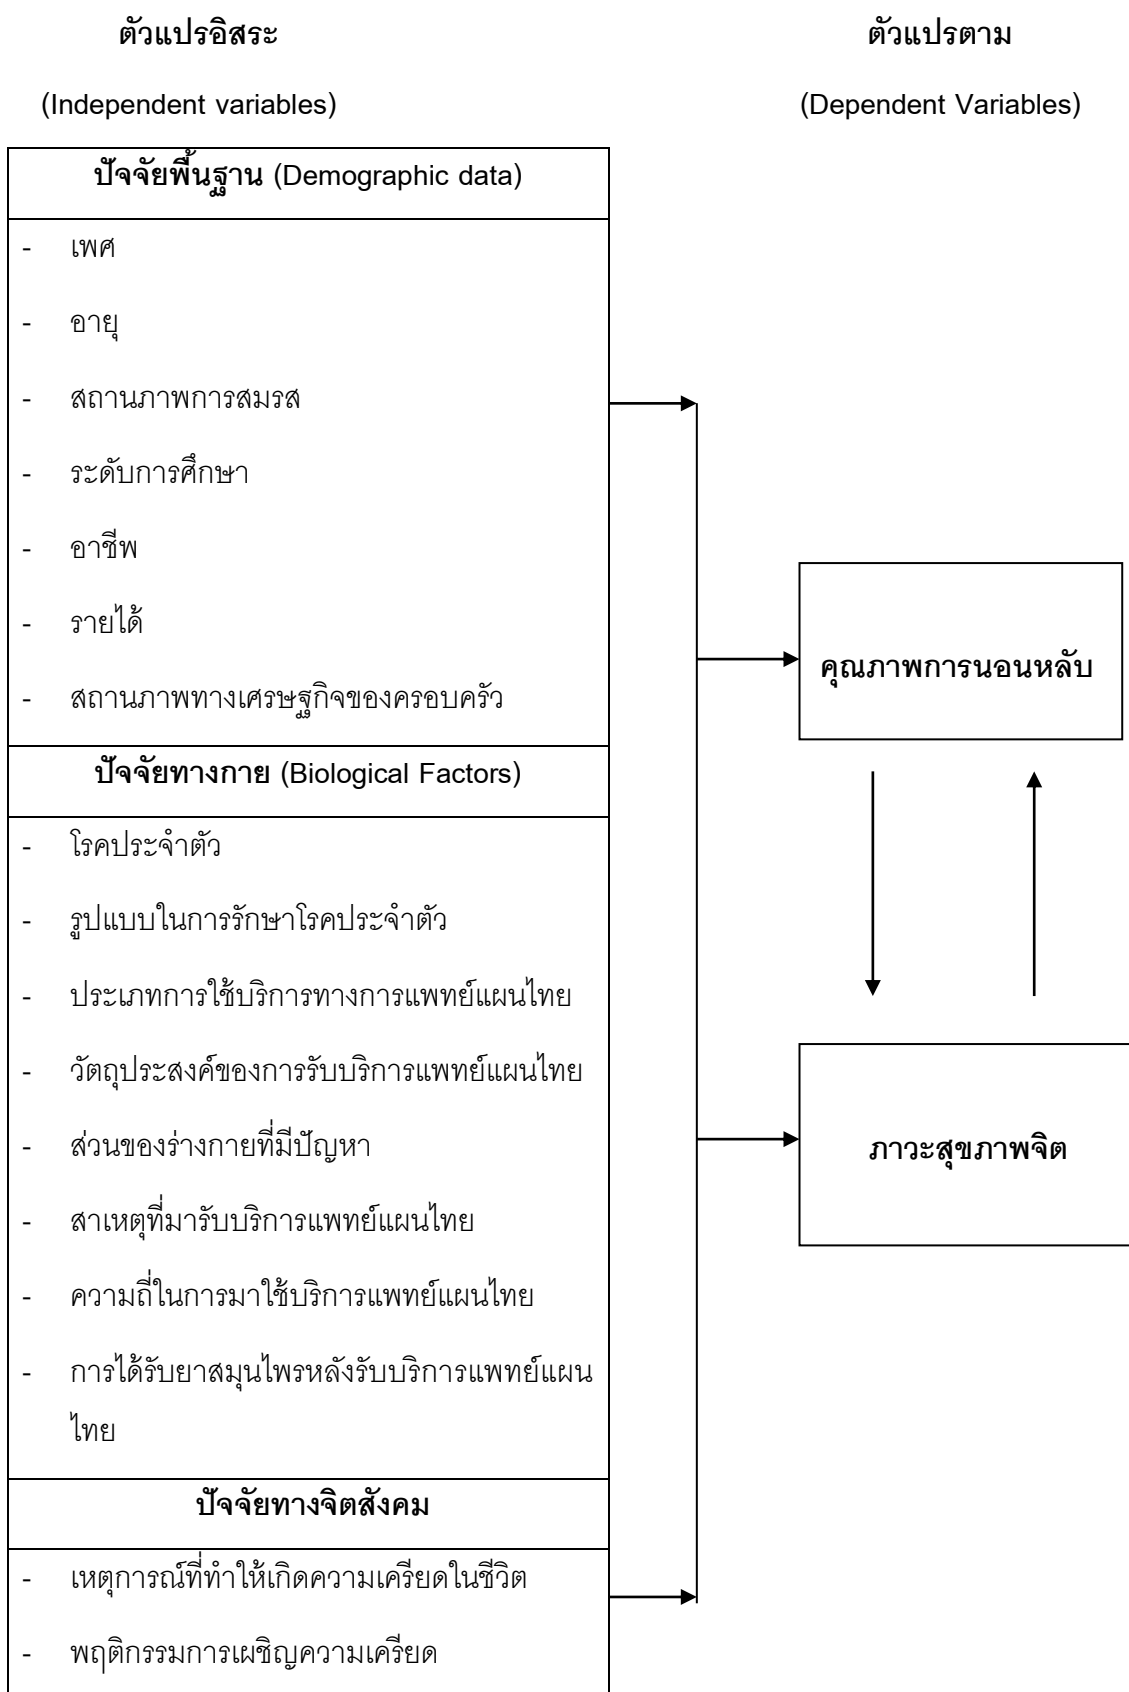 ตัวแปรอิสระ
ตัวแปรตาม
(Independent variables)
(Dependent Variables)
ปัจจัยพื้นฐาน (Demographic data)
- เพศ
- อายุ
- สถานภาพการสมรส
- ระดับการศึกษา
- อาชีพ
- รายได้
- สถานภาพทางเศรษฐกิจของครอบครัว
ปัจจัยทางกาย (Biological Factors)
- โรคประจำตัว
- รูปแบบในการรักษาโรคประจำตัว
- ประเภทการใช้บริการทางการแพทย์แผนไทย
- วัตถุประสงค์ของการรับบริการแพทย์แผนไทย
- ส่วนของร่างกายที่มีปัญหา
- สาเหตุที่มารับบริการแพทย์แผนไทย
- ความถี่ในการมาใช้บริการแพทย์แผนไทย
- การได้รับยาสมุนไพรหลังรับบริการแพทย์แผน
ไทย
ปัจจัยทางจิตสังคม
- เหตุการณ์ที่ทำให้เกิดความเครียดในชีวิต
- พฤติกรรมการเผชิญความเครียด
คุณภาพการนอนหลับ
ภาวะสุขภาพจิต